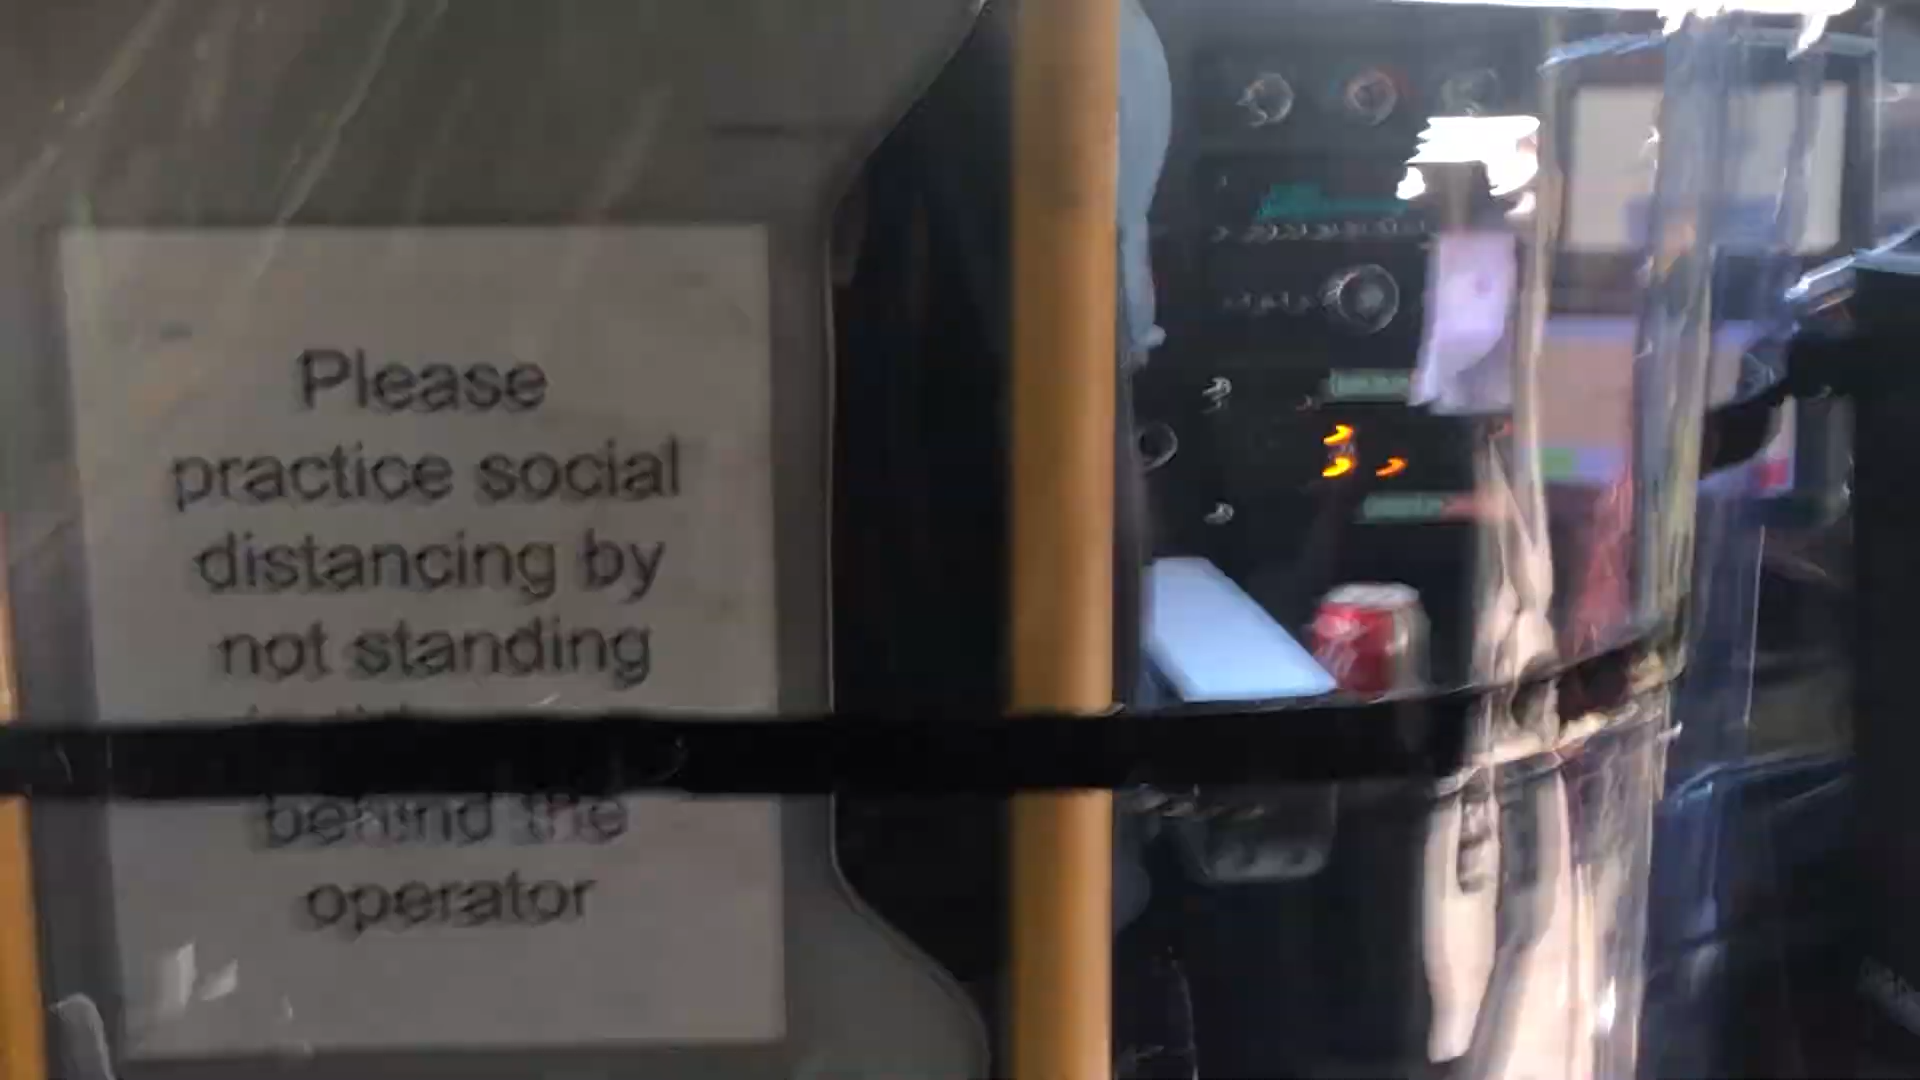 Please
practice social
distancing by
not standing
behind the
operator